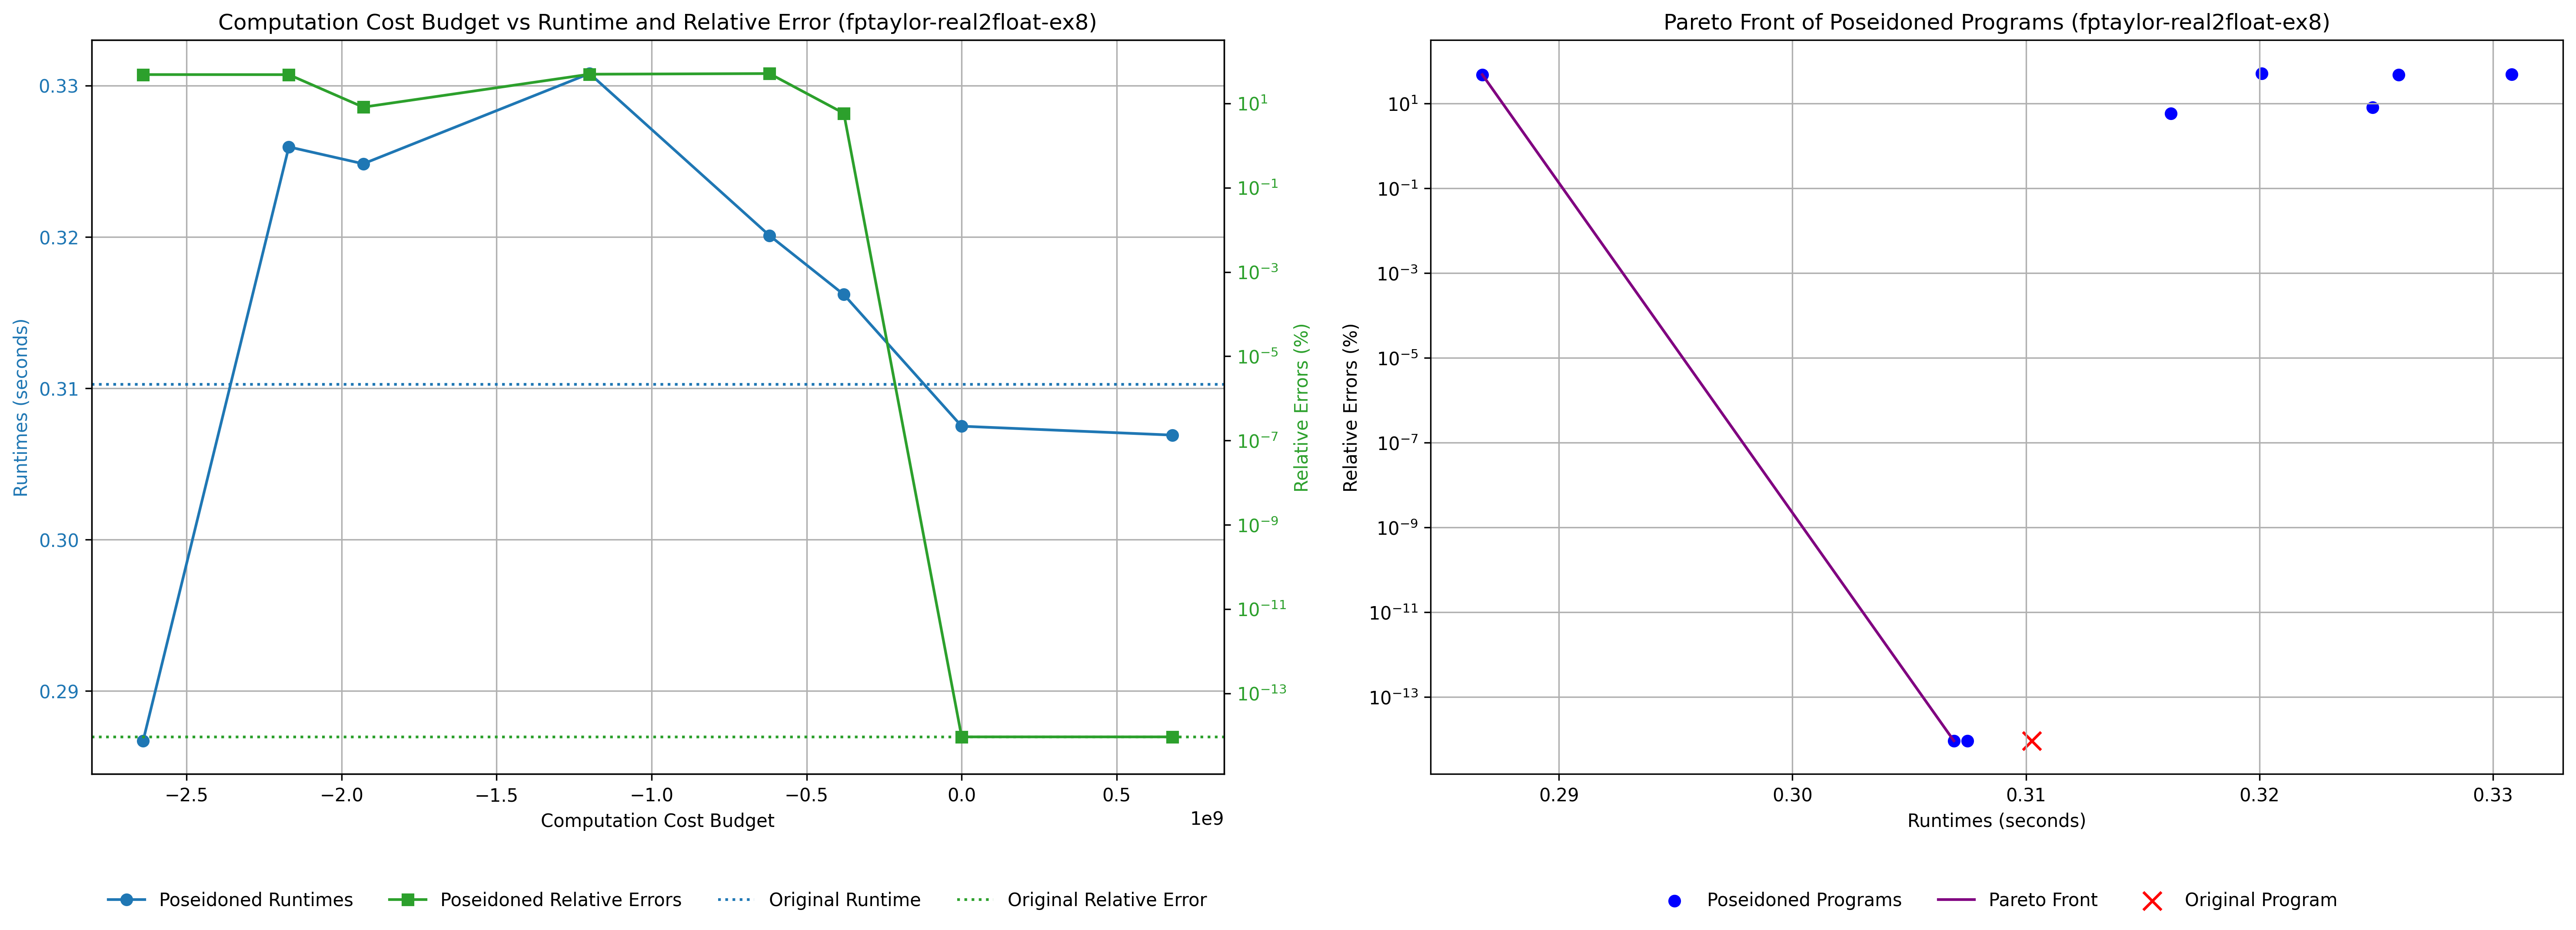 Computation Cost Budget vs Runtime and Relative Error (fptaylor-real2float-ex8)
Runtimes (seconds)
0.33
0.32
0.31
0.30
0.29
10¹
10⁻¹
10⁻³
10⁻⁵
10⁻⁷
10⁻⁹
10⁻¹¹
10⁻¹³
Relative Errors (%)
−2.5 −2.0 −1.5 −1.0 −0.5 0.0 0.5
1e9
Computation Cost Budget
Poseidoned Runtimes Poseidoned Relative Errors Original Runtime Original Relative Error
Pareto Front of Poseidoned Programs (fptaylor-real2float-ex8)
Relative Errors (%)
10¹
10⁻¹
10⁻³
10⁻⁵
10⁻⁷
10⁻⁹
10⁻¹¹
10⁻¹³
0.29 0.30 0.31 0.32 0.33
Runtimes (seconds)
Poseidoned Programs Pareto Front Original Program